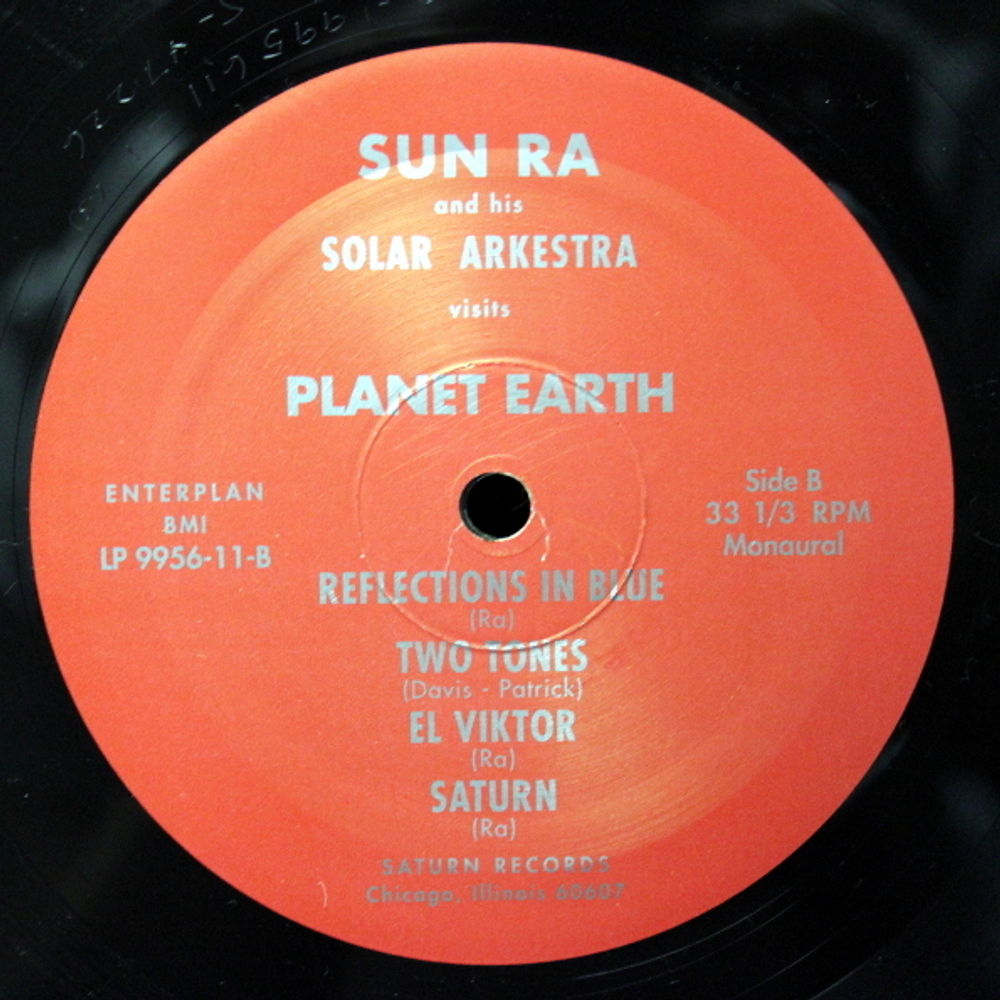 SUN RA
and his
SOLAR ARKESTRA
visits
PLANET EARTH
ENTERPLAN
BMI
LP 9956-11-B
Side B
33 1/3 RPM
Monaural
REFLECTIONS IN BLUE
(Ra)
TWO TONES
(Davis - Patrick)
EL VIKTOR
(Ra)
SATURN
(Ra)
SATURN RECORDS
Chicago, Illinois 60607